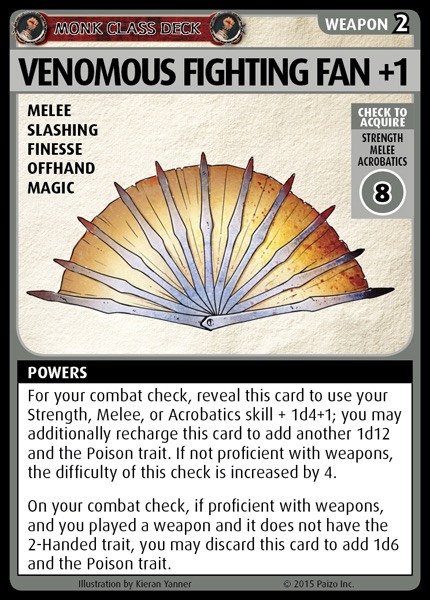 MONK CLASS DECK
WEAPON 2
VENOMOUS FIGHTING FAN +1
MELEE
SLASHING
FINESSE
OFFHAND
MAGIC
CHECK TO
ACQUIRE
STRENGTH
MELEE
ACROBATICS
8
POWERS
For your combat check, reveal this card to use your
Strength, Melee, or Acrobatics skill + 1d4+1; you may
additionally recharge this card to add another 1d12
and the Poison trait. If not proficient with weapons,
the difficulty of this check is increased by 4.
On your combat check, if proficient with weapons,
and you played a weapon and it does not have the
2-Handed trait, you may discard this card to add 1d6
and the Poison trait.
Illustration by Kieran Yanner
© 2015 Paizo Inc.